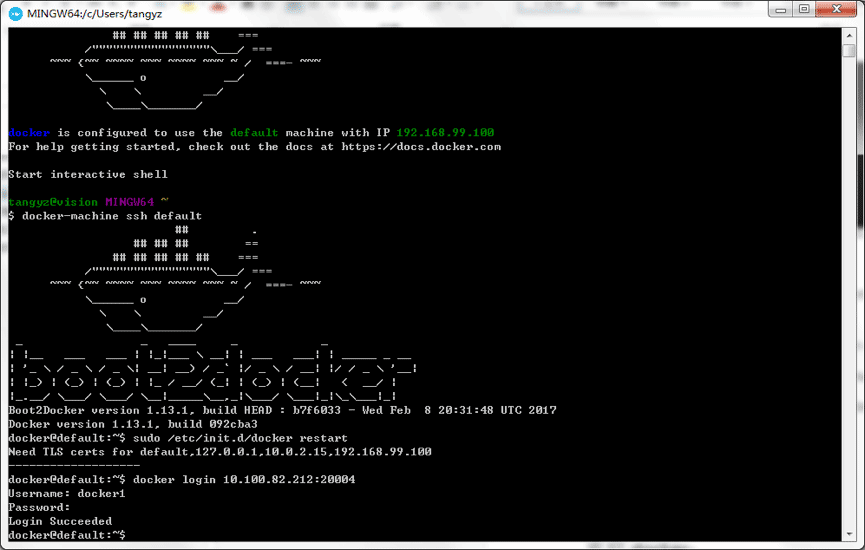 MINGW64:/c/Users/tangyz
               ## ## ## ## ##    ===
           /"""""""""""""""""\___/ ===
      ~~~ {~~ ~~~~ ~~~ ~~~~ ~~~ ~ /  ===- ~~~
           \______ o           __/
             \    \         __/
              \____\_______/
docker is configured to use the default machine with IP 192.168.99.100
For help getting started, check out the docs at https://docs.docker.com
Start interactive shell
tangyz@vision MINGW64 ~
$ docker-machine ssh default
                        ##         .
                  ## ## ##        ==
               ## ## ## ## ##    ===
           /"""""""""""""""""\___/ ===
      ~~~ {~~ ~~~~ ~~~ ~~~~ ~~~ ~ /  ===- ~~~
           \______ o           __/
             \    \         __/
              \____\_______/
boot2docker
Boot2Docker version 1.13.1, build HEAD : b7f6033 - Wed Feb  8 20:31:48 UTC 2017
Docker version 1.13.1, build 092cba3
docker@default:~$ sudo /etc/init.d/docker restart
Need TLS certs for default,127.0.0.1,10.0.2.15,192.168.99.100
-------------------
docker@default:~$ docker login 10.100.82.212:20004
Username: docker1
Password:
Login Succeeded
docker@default:~$